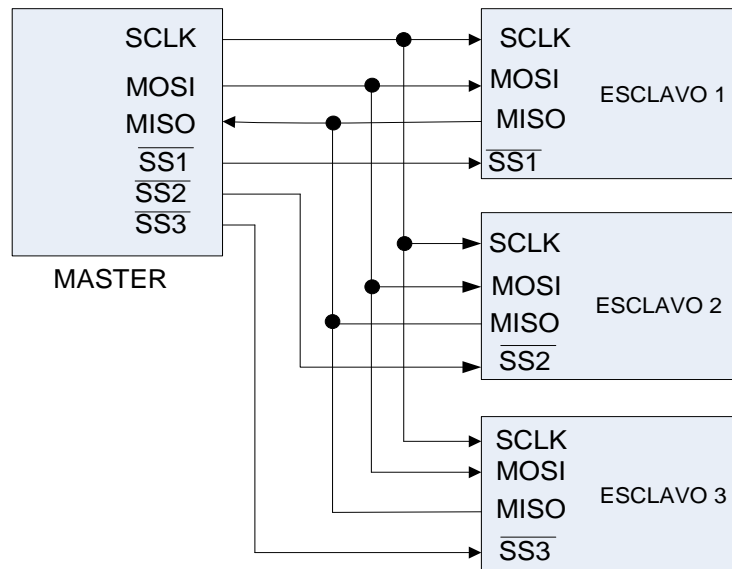 SCLK
MOSI
MISO
SS1
SS2
SS3
MASTER
SCLK
MOSI
ESCLAVO 1
MISO
SS1
SCLK
MOSI
ESCLAVO 2
MISO
SS2
SCLK
MOSI
ESCLAVO 3
MISO
SS3